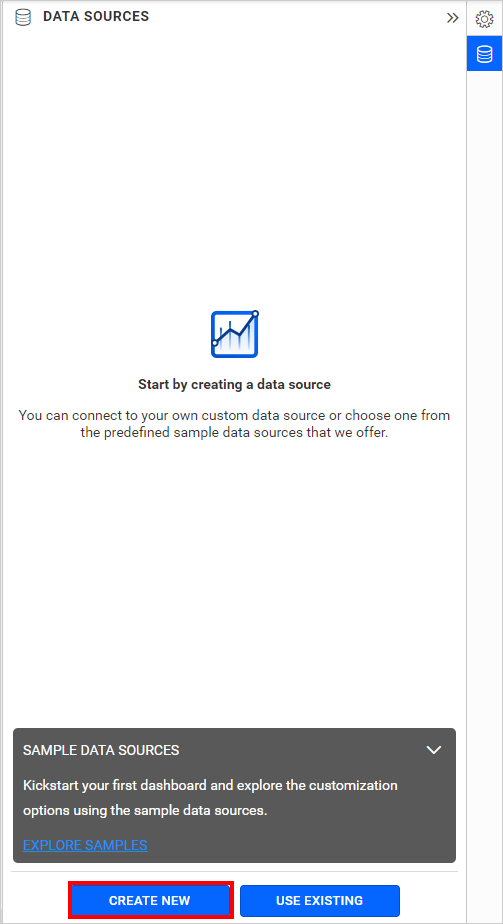 DATA SOURCES
Start by creating a data source
You can connect to your own custom data source or choose one from
the predefined sample data sources that we offer.
SAMPLE DATA SOURCES
Kickstart your first dashboard and explore the customization
options using the sample data sources.
EXPLORE SAMPLES
CREATE NEW
USE EXISTING